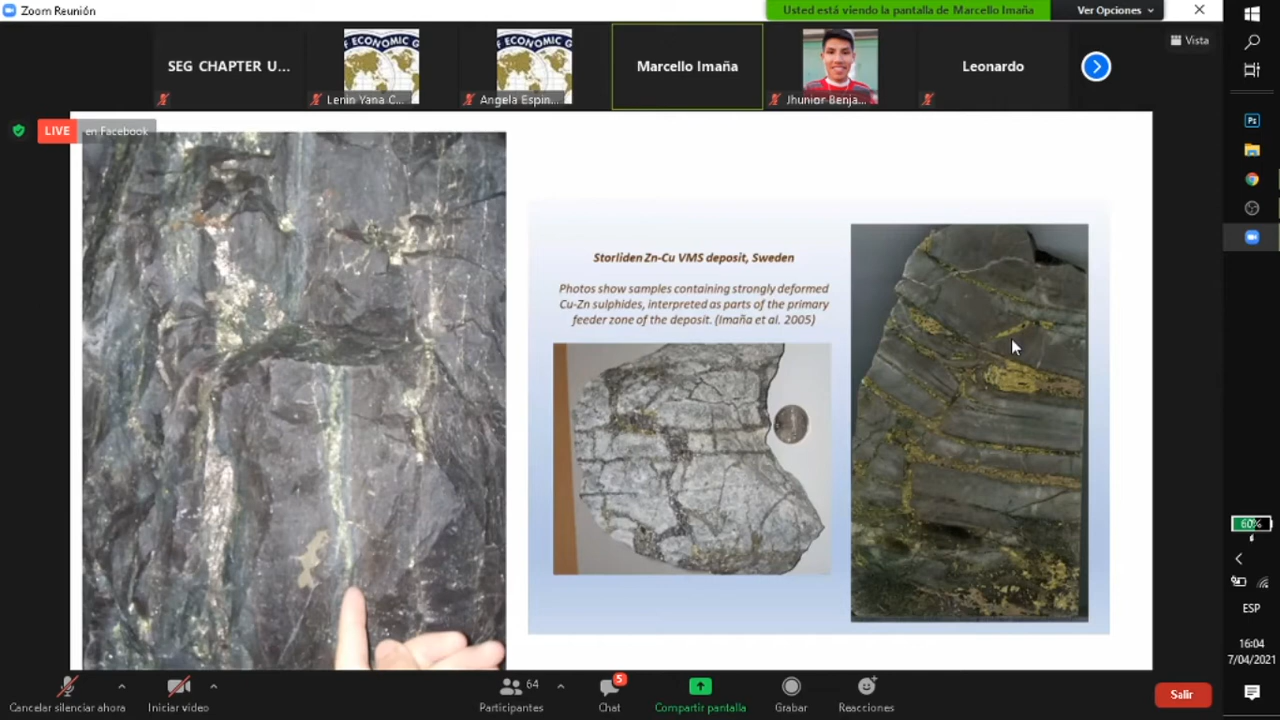 Zoom Reunión
Usted está viendo la pantalla de Marcello Imaña
Ver Opciones
Vista
SEG CHAPTER U...
F ECONOMIC G
Lenin Yana C...
F ECONOMIC G
Angela Espin...
Marcello Imaña
Jhunior Benja...
Leonardo
LIVE en Facebook
Storliden Zn-Cu VMS deposit, Sweden
Photos show samples containing strongly deformed
Cu-Zn sulphides, interpreted as parts of the primary
feeder zone of the deposit. (Imaña et al. 2005)
Ps
60%
ESP
16:04
7/04/2021
Cancelar silenciar ahora
Iniciar video
64
Participantes
5
Chat
Compartir pantalla
Grabar
Reacciones
Salir